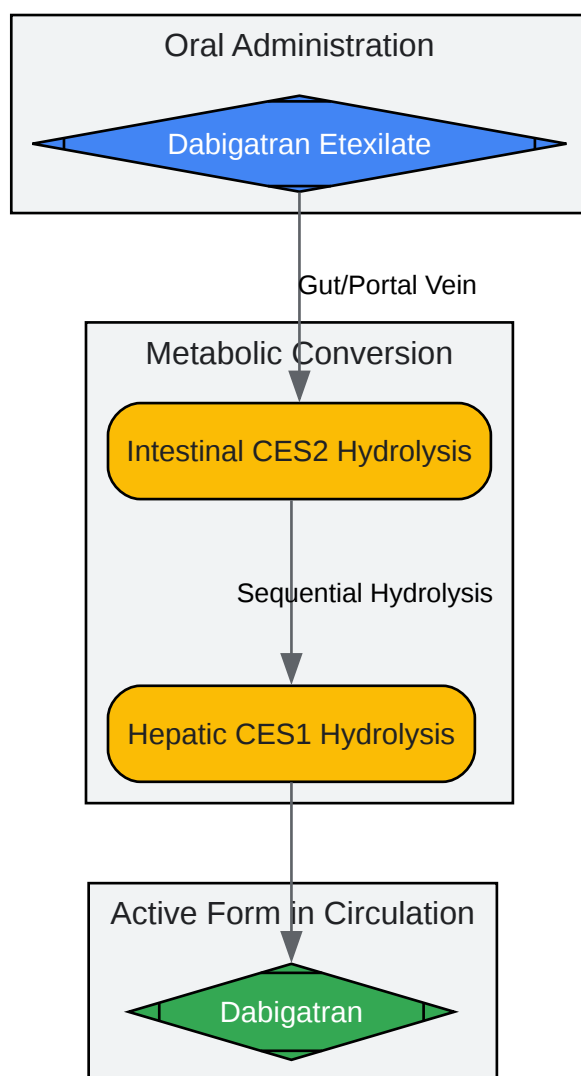 Oral Administration
Dabigatran Etexilate
Gut/Portal Vein
Metabolic Conversion
Intestinal CES2 Hydrolysis
Sequential Hydrolysis
Hepatic CES1 Hydrolysis
Active Form in Circulation
Dabigatran